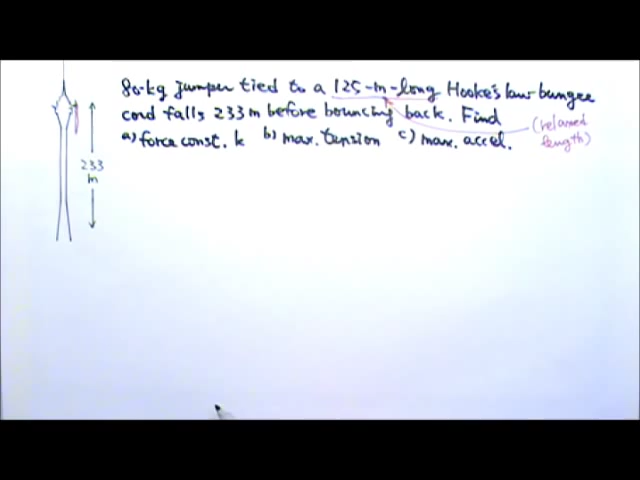 80-kg jumper tied to a 125-m-long Hooke's law bungee
cord falls 233 m before bouncing back. Find
(relaxed
length)
a) force const. k b) max. tension c) max. accel.
233
m